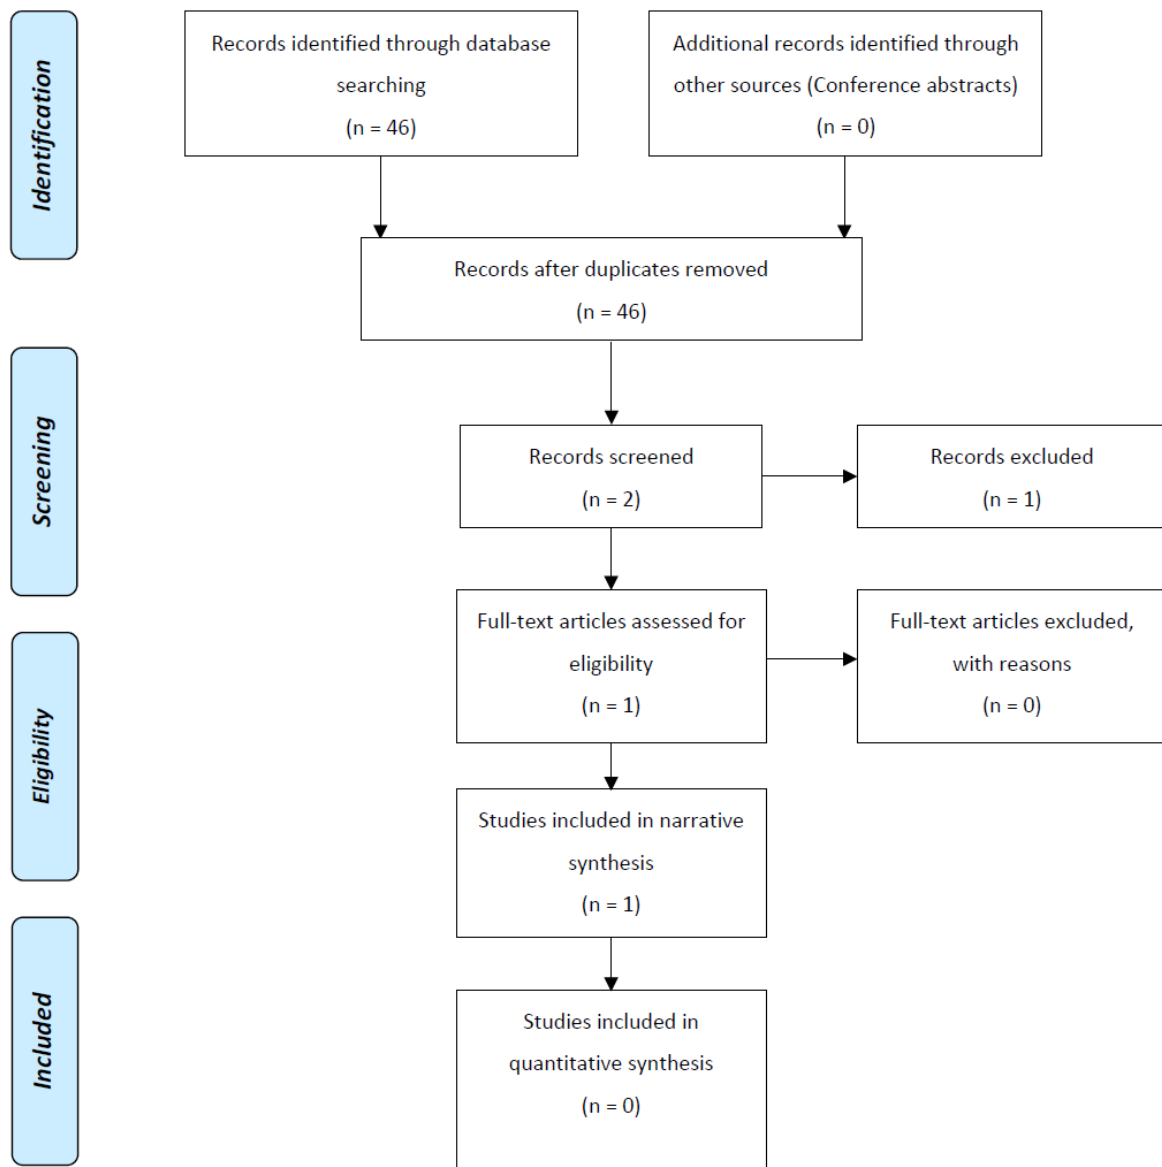 Identification
Records identified through database
searching
(n = 46)
Additional records identified through
other sources (Conference abstracts)
(n = 0)
Records after duplicates removed
(n = 46)
Screening
Records screened
(n = 2)
Records excluded
(n = 1)
Eligibility
Full-text articles assessed for
eligibility
(n = 1)
Full-text articles excluded,
with reasons
(n = 0)
Studies included in narrative
synthesis
(n = 1)
Included
Studies included in
quantitative synthesis
(n = 0)